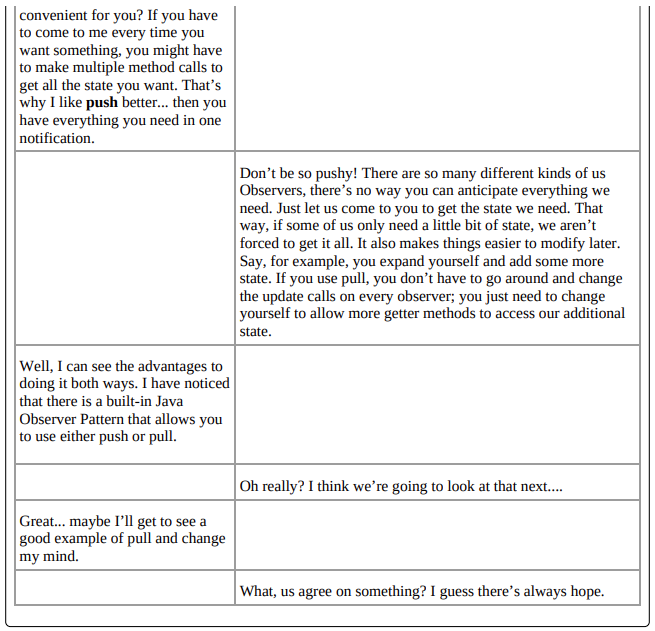 convenient for you? If you have
to come to me every time you
want something, you might have
to make multiple method calls to
get all the state you want. That’s
why I like push better... then you
have everything you need in one
notification.
Don’t be so pushy! There are so many different kinds of us
Observers, there’s no way you can anticipate everything we
need. Just let us come to you to get the state we need. That
way, if some of us only need a little bit of state, we aren’t
forced to get it all. It also makes things easier to modify later.
Say, for example, you expand yourself and add some more
state. If you use pull, you don’t have to go around and change
the update calls on every observer; you just need to change
yourself to allow more getter methods to access our additional
state.
Well, I can see the advantages to
doing it both ways. I have noticed
that there is a built-in Java
Observer Pattern that allows you
to use either push or pull.
Oh really? I think we’re going to look at that next....
Great... maybe I’ll get to see a
good example of pull and change
my mind.
What, us agree on something? I guess there’s always hope.